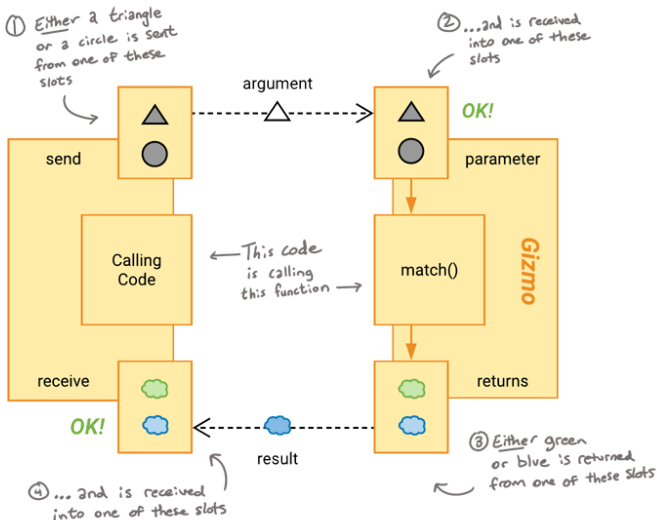 ① Either a triangle
or a circle is sent
from one of these
slots
② ...and is received
into one of these
slots
argument
OK!
send
parameter
Calling
Code
This code
is calling
this function
match()
Gizmo
receive
returns
OK!
result
③ Either green
or blue is returned
from one of these slots
④ ... and is received
into one of these slots